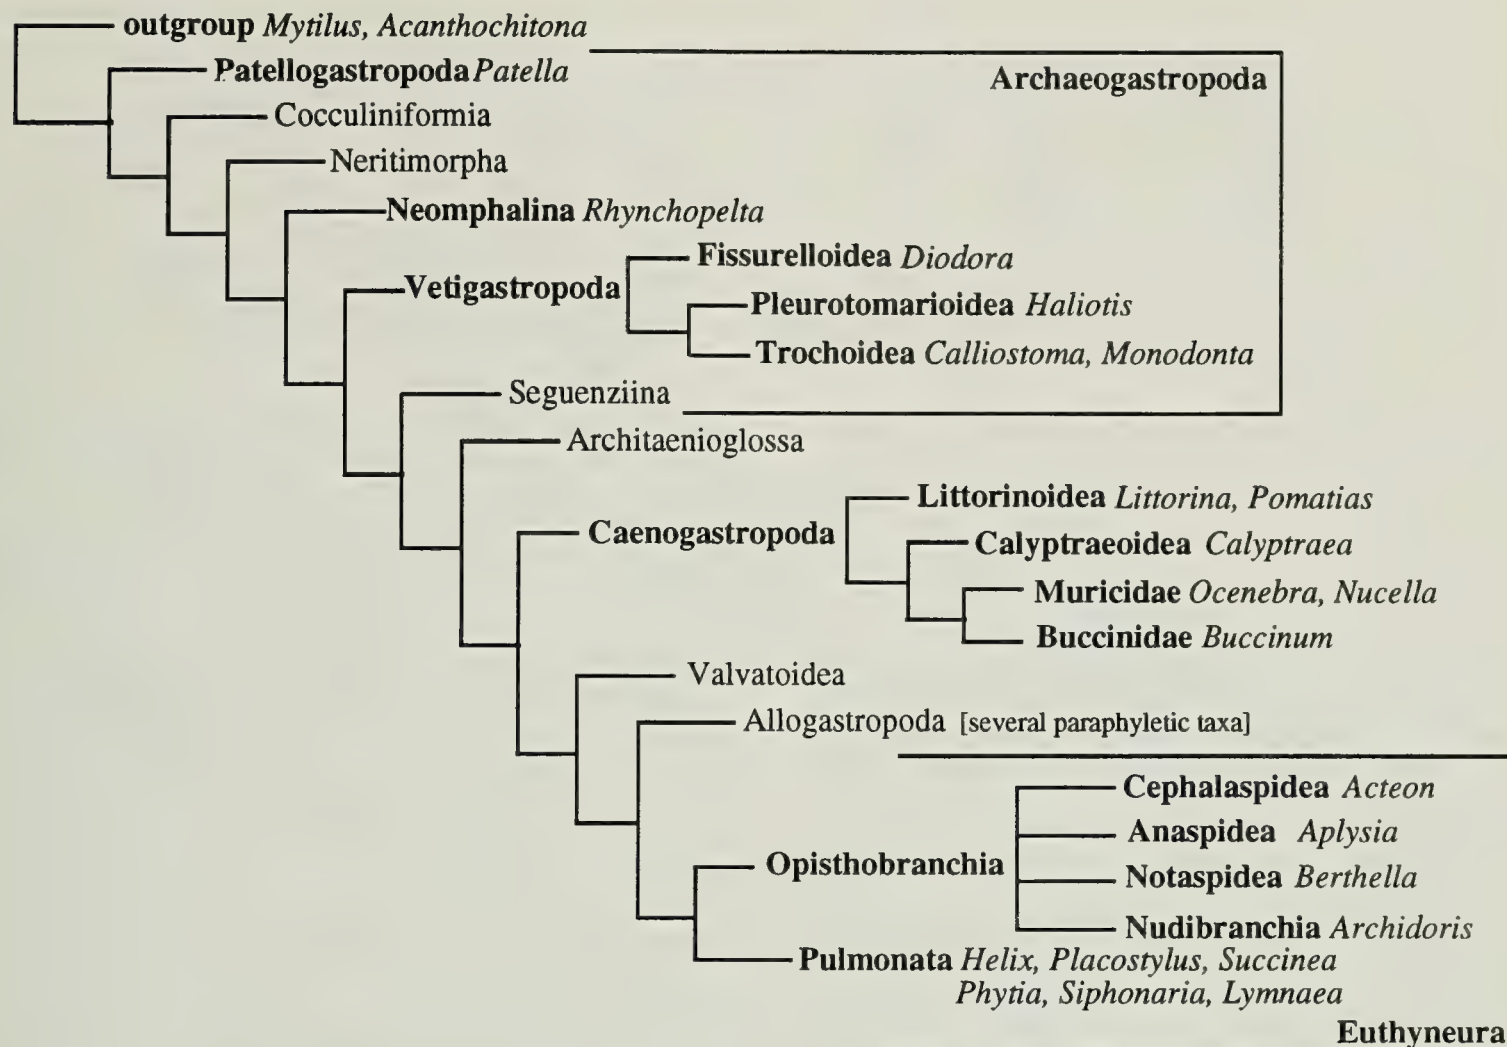 outgroup Mytilus, Acanthochitona
Patellogastropoda Patella
Archaeogastropoda
Cocculiniformia
Neritimorpha
Neomphalina Rhynchopelta
Fissurelloidea Diodora
Vetigastropoda
Pleurotomarioidea Haliotis
Trochoidea Calliostoma, Monodonta
Seguenziina
Architaenioglossa
Littorinoidea Littorina, Pomatias
Caenogastropoda
Calyptraeoidea Calyptraea
Muricidae Ocenebra, Nucella
Buccinidae Buccinum
Valvatoidea
Allogastropoda [several paraphyletic taxa]
Cephalaspidea Acteon
Anaspidea Aplysia
Opisthobranchia
Notaspidea Berthella
Nudibranchia Archidoris
Pulmonata Helix, Placostylus, Succinea
Phytia, Siphonaria, Lymnaea
Euthyneura